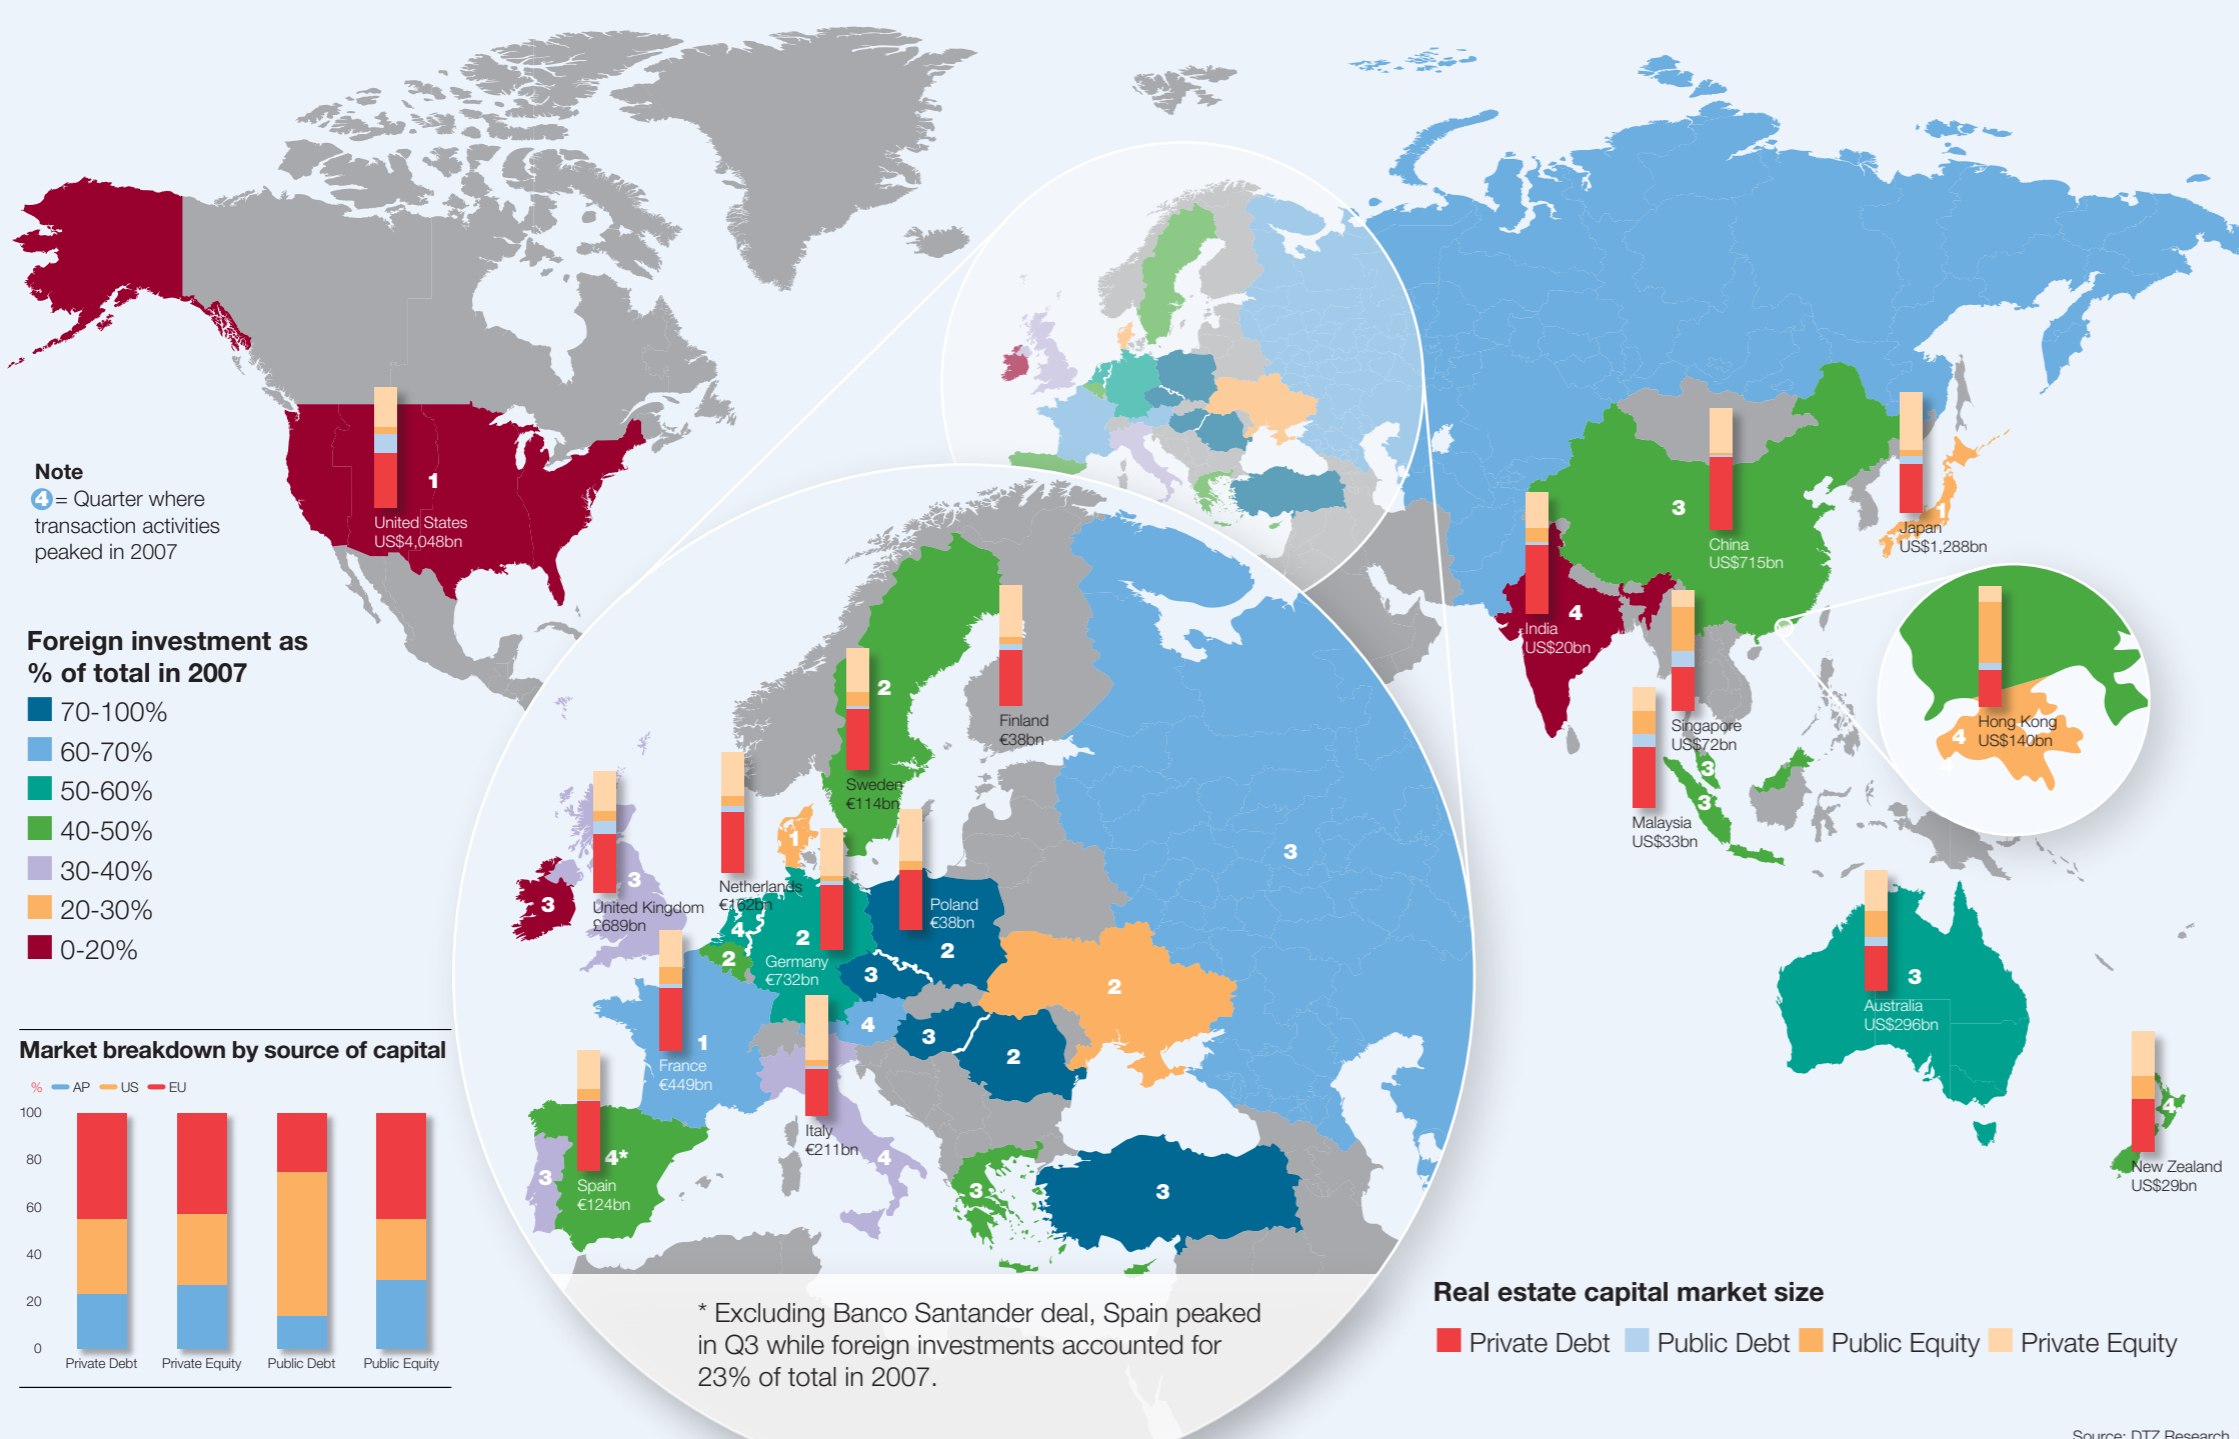 Note
4 = Quarter where
transaction activities
peaked in 2007
Foreign investment as
% of total in 2007
70-100%
60-70%
50-60%
40-50%
30-40%
20-30%
0-20%
Market breakdown by source of capital
% AP US EU
100
80
60
40
20
0
Private Debt Private Equity Public Debt Public Equity
1
United States
US$4,048bn
2
Sweden
€114bn
Finland
€38bn
3
United Kingdom
£689bn
3
Netherlands
€162bn
4
1
2
Germany
€732bn
Poland
€38bn
2
2
3
3
2
4
3
2
2
3
1
France
€449bn
Italy
€211bn
4
4*
Spain
€124bn
3
3
3
* Excluding Banco Santander deal, Spain peaked
in Q3 while foreign investments accounted for
23% of total in 2007.
3
China
US$715bn
1
Japan
US$1,288bn
4
India
US$20bn
Singapore
US$72bn
3
3
Malaysia
US$33bn
Hong Kong
US$140bn
4
3
Australia
US$296bn
4
New Zealand
US$29bn
Real estate capital market size
Private Debt Public Debt Public Equity Private Equity
Source: DTZ Research